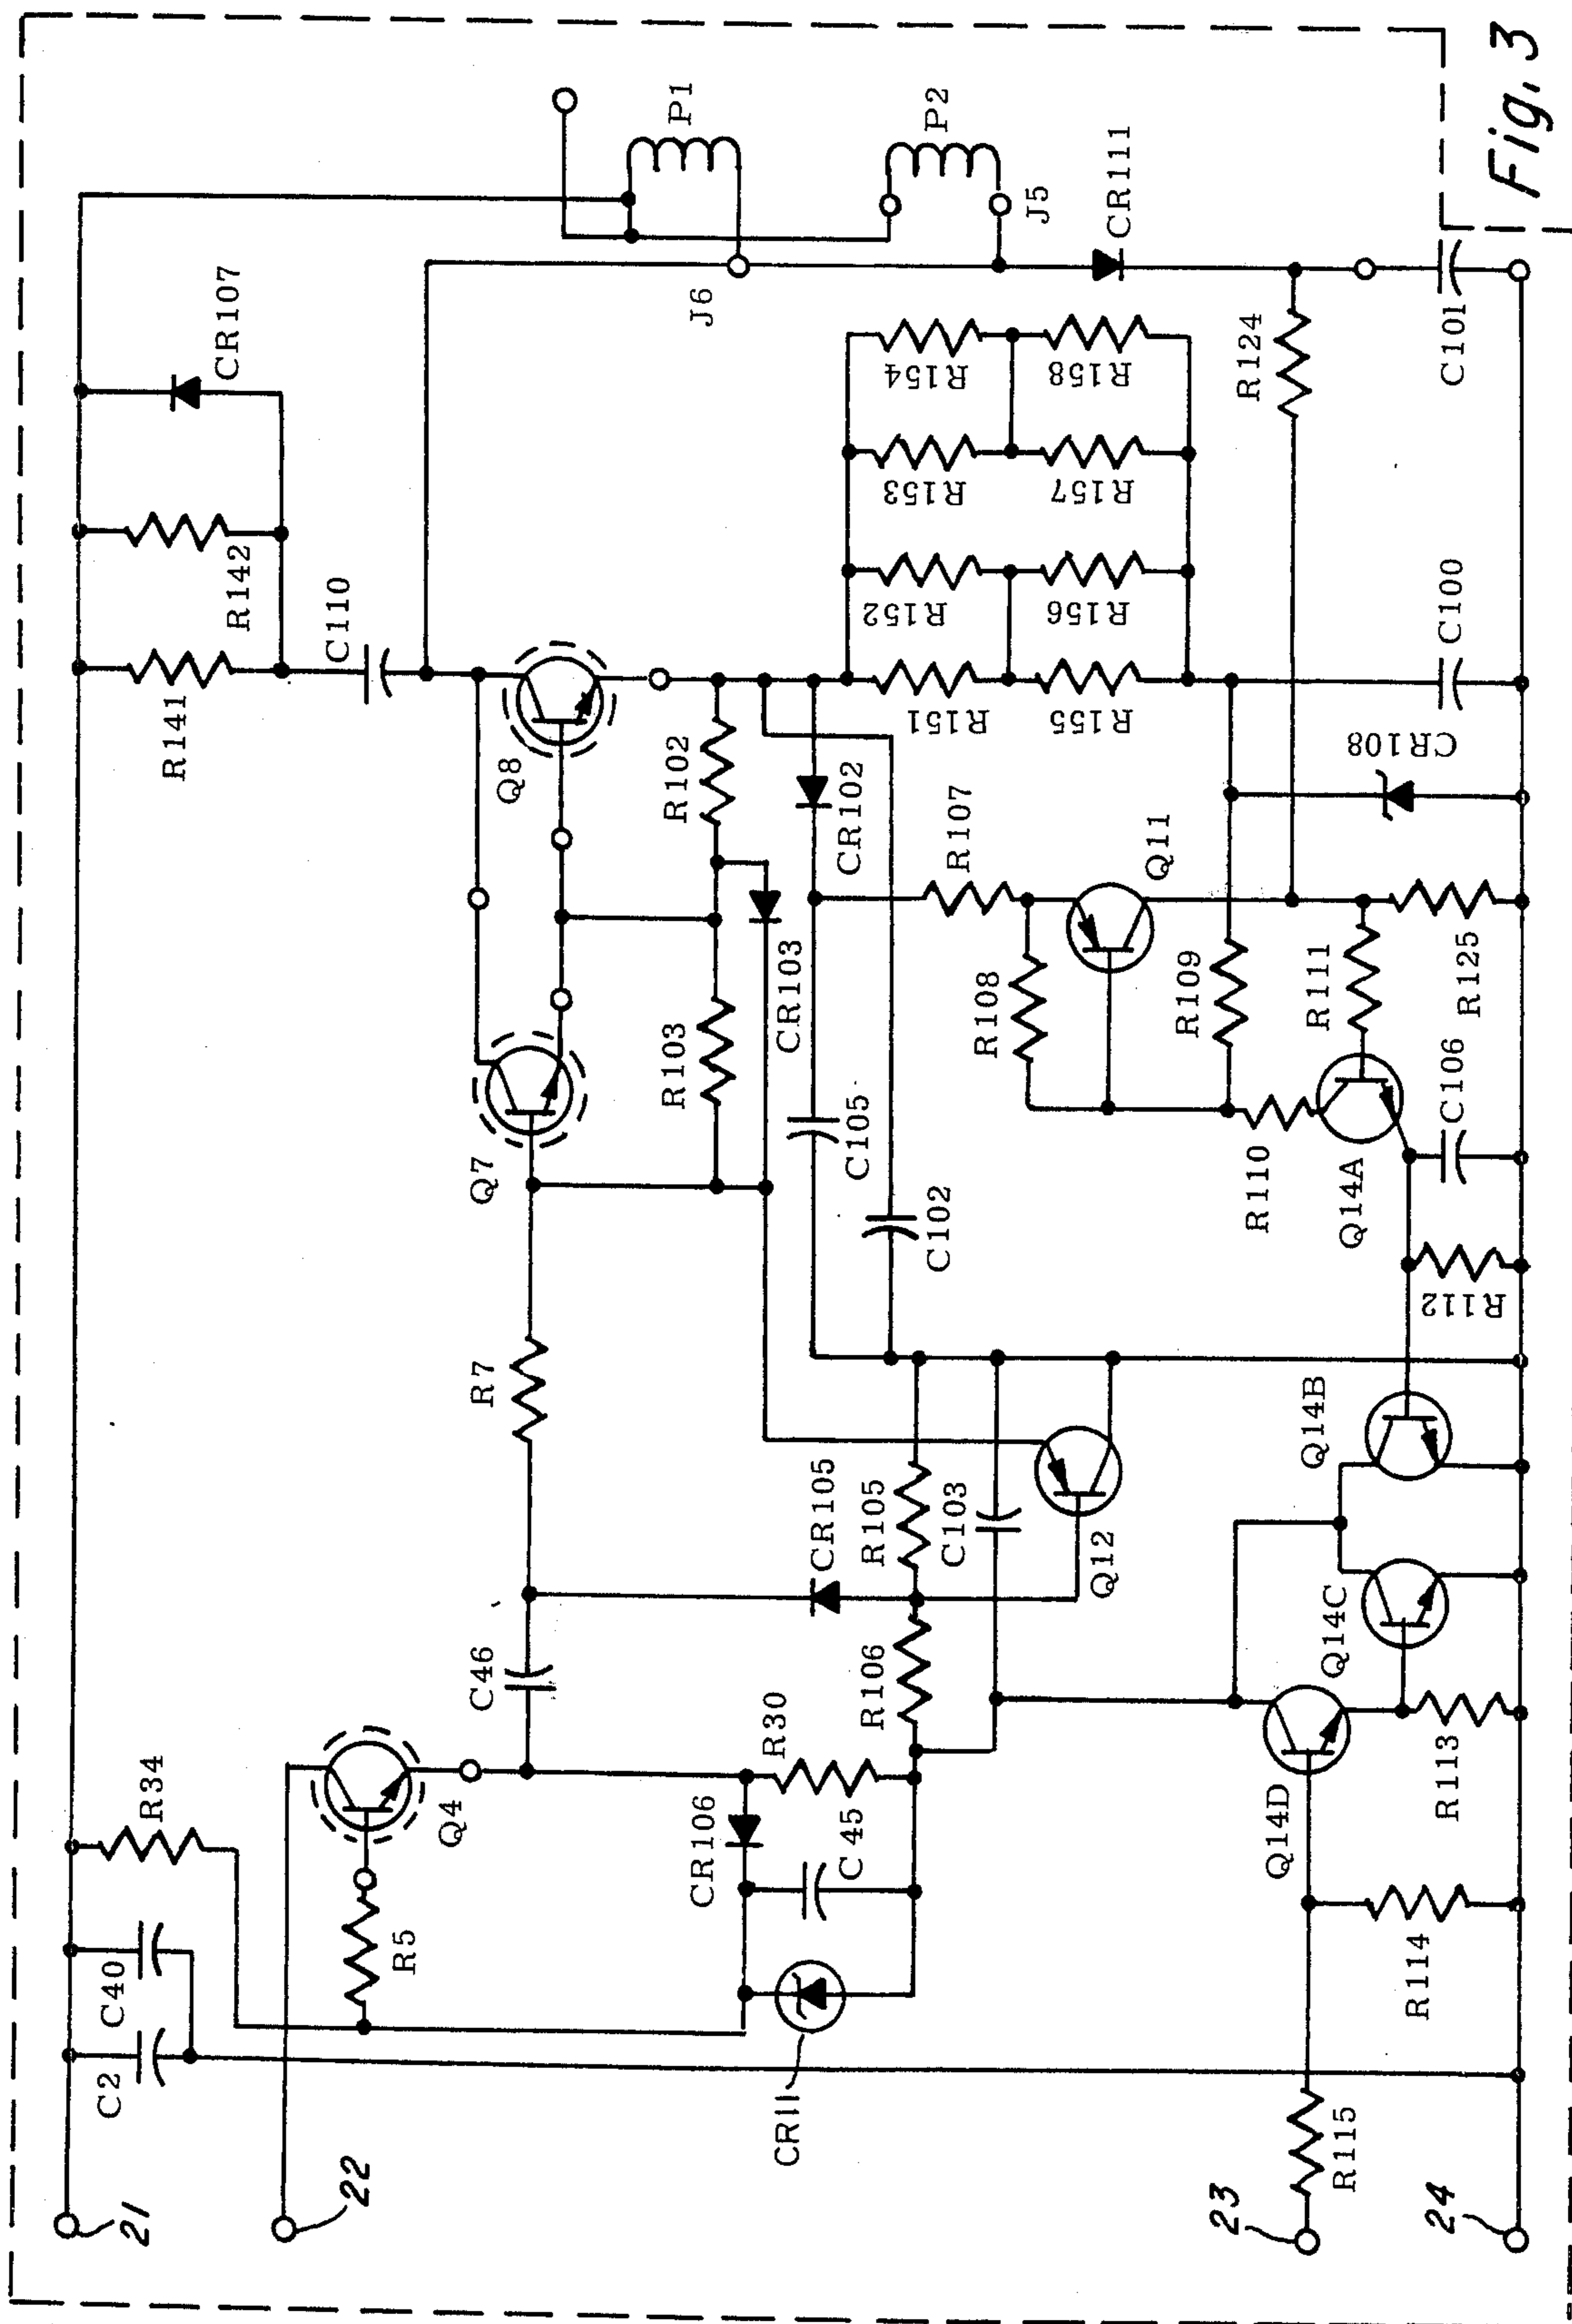 CR107
R142
R141
C110
P1
J6
P2
J5
CR111
Q8
R102
R154
R153
R152
R151
R158
R157
R156
R155
R124
C101
C100
CR108
CR102
R107
Q11
CR103
R103
Q7
C105
C102
R108
R109
R111
R125
C106
R110
Q14A
R112
R7
CR105
R105
C103
Q12
Q14B
Q14C
C46
R106
R30
R34
Q4
CR106
C45
R5
C40
C2
CR11
Q14D
R113
R114
R115
21
22
23
24
Fig. 3